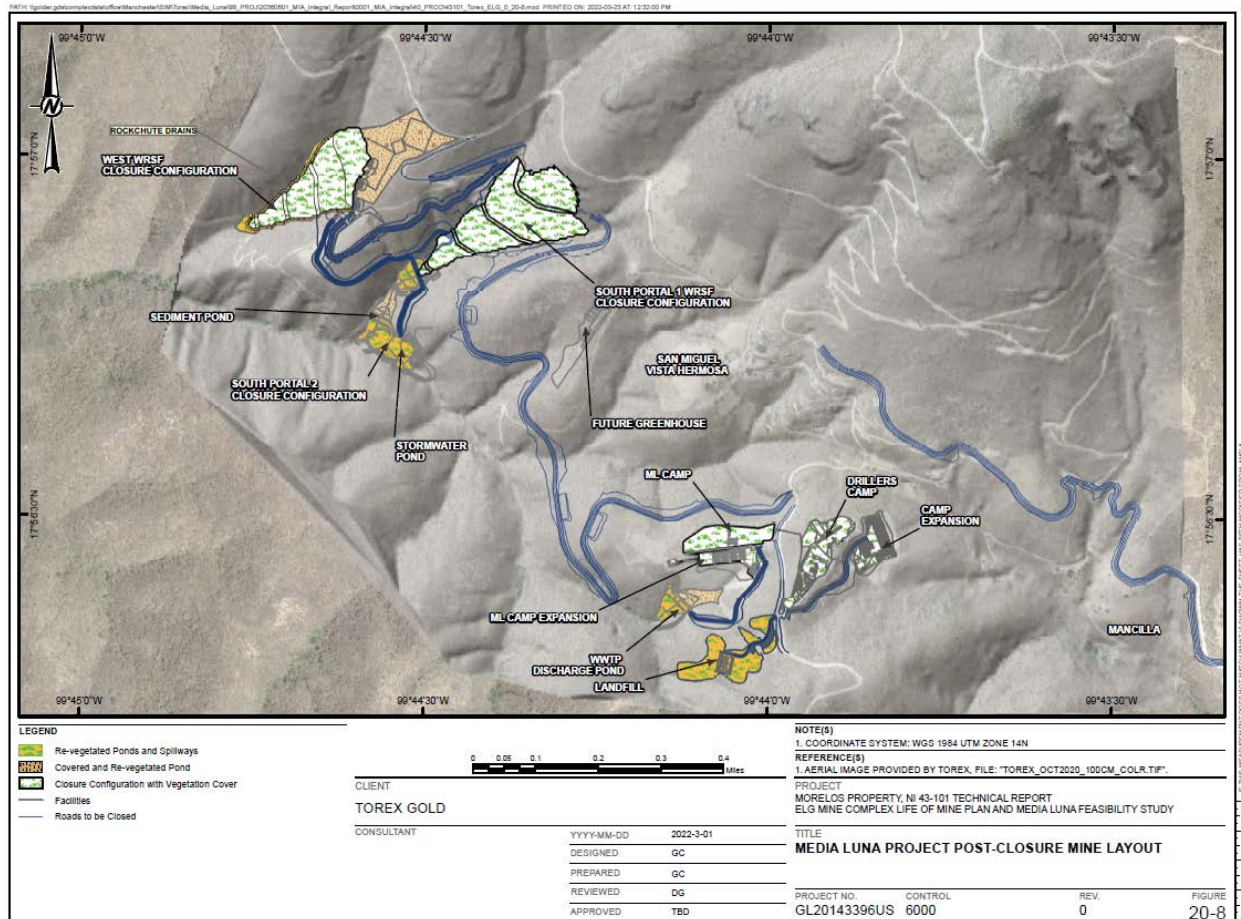 99°45'0"W
99°44'30"W
99°44'0"W
99°43'30"W
17°57'0"N
17°57'0"N
N
ROCKCHUTE DRAINS
WEST WRSF
CLOSURE CONFIGURATION
SOUTH PORTAL 1 WRSF
CLOSURE CONFIGURATION
SEDIMENT POND
SAN MIGUEL
VISTA HERMOSA
SOUTH PORTAL 2
CLOSURE CONFIGURATION
FUTURE GREENHOUSE
STORMWATER
POND
ML CAMP
DRILLERS
CAMP
CAMP
EXPANSION
17°56'30"N
17°56'30"N
ML CAMP EXPANSION
MANCILLA
WWTP
DISCHARGE POND
LANDFILL
99°45'0"W
99°44'30"W
99°44'0"W
99°43'30"W
LEGEND
Re-vegetated Ponds and Spillways
Covered and Re-vegetated Pond
Closure Configuration with Vegetation Cover
Facilities
Roads to be Closed
0 0.05 0.1 0.2 0.3 0.4
Miles
CLIENT
TOREX GOLD
CONSULTANT
YYYY-MM-DD 2022-3-01
DESIGNED GC
PREPARED GC
REVIEWED DG
APPROVED TBD
NOTE(S)
1. COORDINATE SYSTEM: WGS 1984 UTM ZONE 14N
REFERENCE(S)
1. AERIAL IMAGE PROVIDED BY TOREX, FILE: "TOREX_OCT2020_100CM_COLR.TIF".
PROJECT
MORELOS PROPERTY, NI 43-101 TECHNICAL REPORT
ELG MINE COMPLEX LIFE OF MINE PLAN AND MEDIA LUNA FEASIBILITY STUDY
TITLE
MEDIA LUNA PROJECT POST-CLOSURE MINE LAYOUT
PROJECT NO. CONTROL REV. FIGURE
GL20143396US 6000 0 20-8